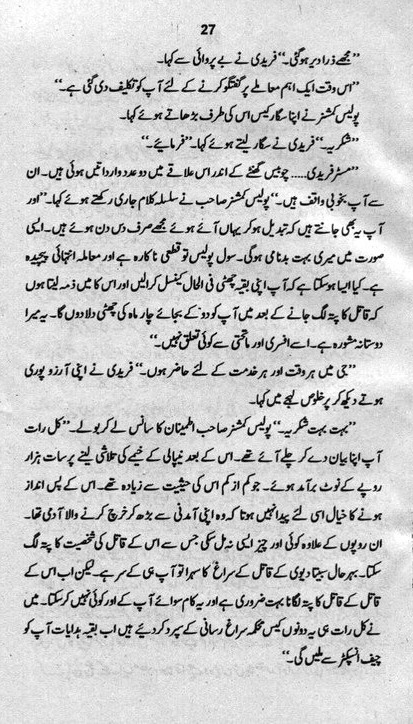 27
”مجھے ذرا دیر ہوگئی۔“ فریدی نے بے پروائی سے کہا۔
”اس وقت ایک اہم معاملے پر گفتگو کرنے کے لئے آپ کو تکلیف دی گئی ہے۔“
پولیس کمشنر نے اپنا سگار کیس اس کی طرف بڑھاتے ہوئے کہا۔
”شکریہ۔“ فریدی نے سگار لیتے ہوئے کہا۔ ”فرمائیے۔“
”مسٹر فریدی..... چوبیس گھنٹے کے اندر اس علاقے میں دو عدد وارداتیں ہوئی ہیں۔ ان
سے آپ بخوبی واقف ہیں۔“ پولیس کمشنر صاحب نے سلسلہ کلام جاری رکھتے ہوئے کہا۔ ”اور
آپ یہ بھی جانتے ہیں کہ تبدیل ہو کر یہاں آئے ہوئے مجھے صرف دس دن ہوئے ہیں۔ ایسی
صورت میں میری بہت بدنامی ہوگی۔ سول پولیس تو قطعی ناکارہ ہے اور معاملہ انتہائی پیچیدہ
ہے۔ کیا ایسا ہوسکتا ہے کہ آپ اپنی بقیہ چھٹی فی الحال کینسل کرالیں اور اس کا میں ذمہ لیتا ہوں
کہ قاتل کا پتہ لگ جانے کے بعد میں آپ کو دو کے بجائے چار ماہ کی چھٹی دلا دوں گا۔ یہ میرا
دوستانہ مشورہ ہے۔ اسے افسری اور ماتحتی سے کوئی تعلق نہیں۔“
”جی میں ہر وقت اور ہر خدمت کے لئے حاضر ہوں۔“ فریدی نے اپنی آرزو پوری
ہوتے دیکھ کر پرخلوص لہجے میں کہا۔
”بہت بہت شکریہ۔“ پولیس کمشنر صاحب اطمینان کا سانس لے کر بولے۔ ”کل رات
آپ اپنا بیان دے کر چلے آئے تھے۔ اس کے بعد نیپالی کے خیمے کی تلاشی لینے پر سات ہزار
روپے کے نوٹ برآمد ہوئے۔ جو کم از کم اس کی حیثیت سے زیادہ تھے۔ اس کے پس انداز
ہونے کا خیال اسی لئے پیدا نہیں ہوتا کہ وہ اپنی آمدنی سے بڑھ کر خرچ کرنے والا آدمی تھا۔
ان روپوں کے علاوہ کوئی اور چیز ایسی نہ مل سکی جس سے اس کے قاتل کی شخصیت کا پتہ لگ
سکتا۔ بہرحال سیتا دیوی کے قاتل کے سراغ کا سہرا تو آپ ہی کے سر ہے۔ لیکن اب اس کے
قاتل کے قاتل کا پتہ لگانا بہت ضروری ہے اور یہ کام سوائے آپ کے اور کوئی نہیں کرسکتا۔ میں
نے کل رات ہی یہ دونوں کیس محکمہ سراغ رسانی کے سپرد کردیئے ہیں اب بقیہ ہدایات آپ کو
چیف انسپکٹر سے ملیں گی۔“